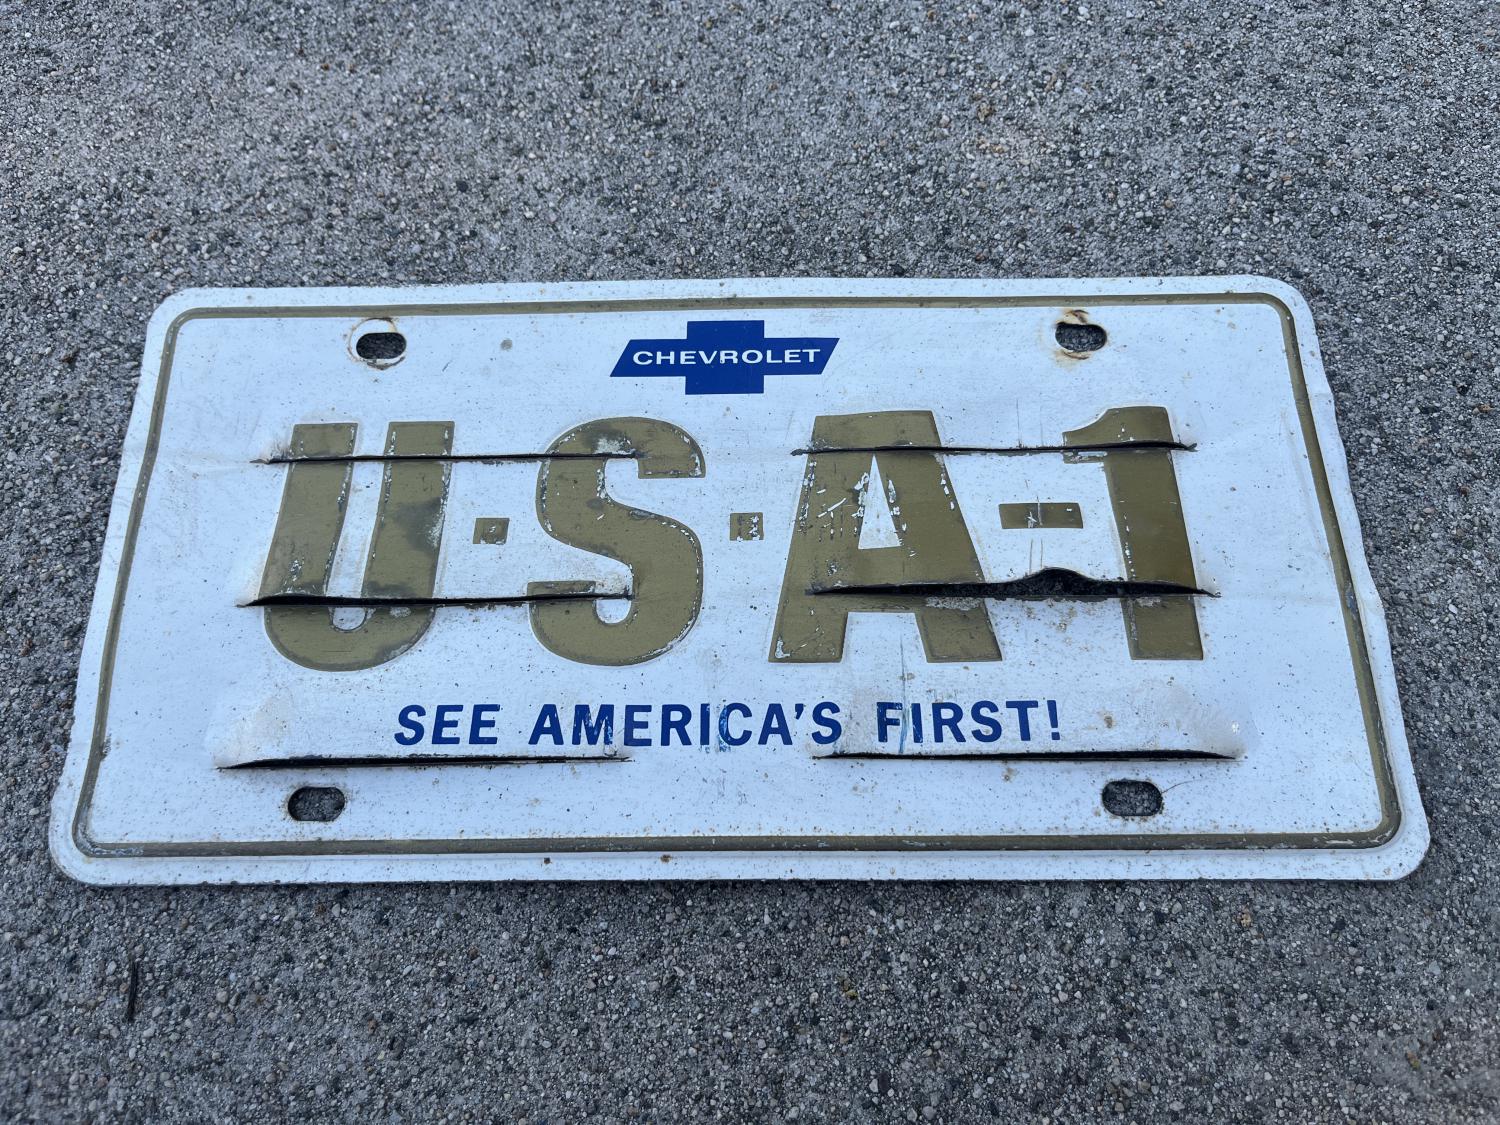 CHEVROLET
U·S·A-1
SEE AMERICA'S FIRST!